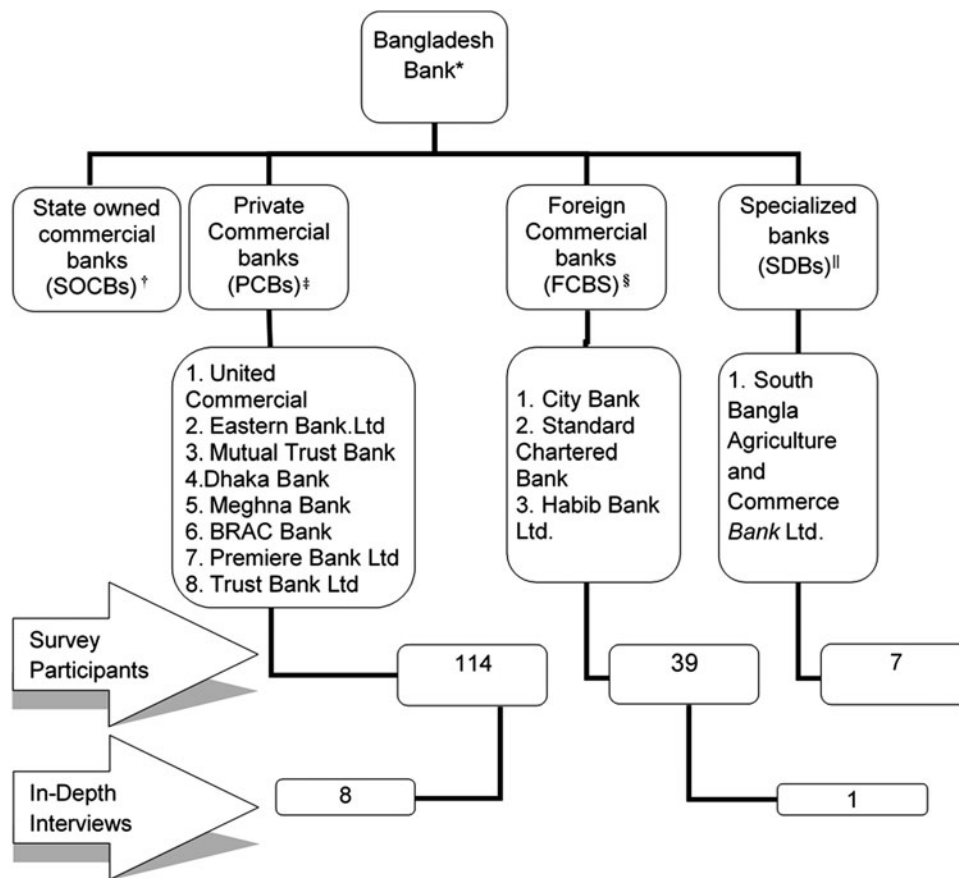 Bangladesh
Bank*
State owned
commercial
banks
(SOCBs)†
Private
Commercial
banks
(PCBs)‡
Foreign
Commercial
banks
(FCBS)§
Specialized
banks
(SDBs)||
1. United
Commercial
2. Eastern Bank.Ltd
3. Mutual Trust Bank
4.Dhaka Bank
5. Meghna Bank
6. BRAC Bank
7. Premiere Bank Ltd
8. Trust Bank Ltd
1. City Bank
2. Standard
Chartered
Bank
3. Habib Bank
Ltd.
1. South
Bangla
Agriculture
and
Commerce
Bank Ltd.
Survey
Participants
114
39
7
In-Depth
Interviews
8
1